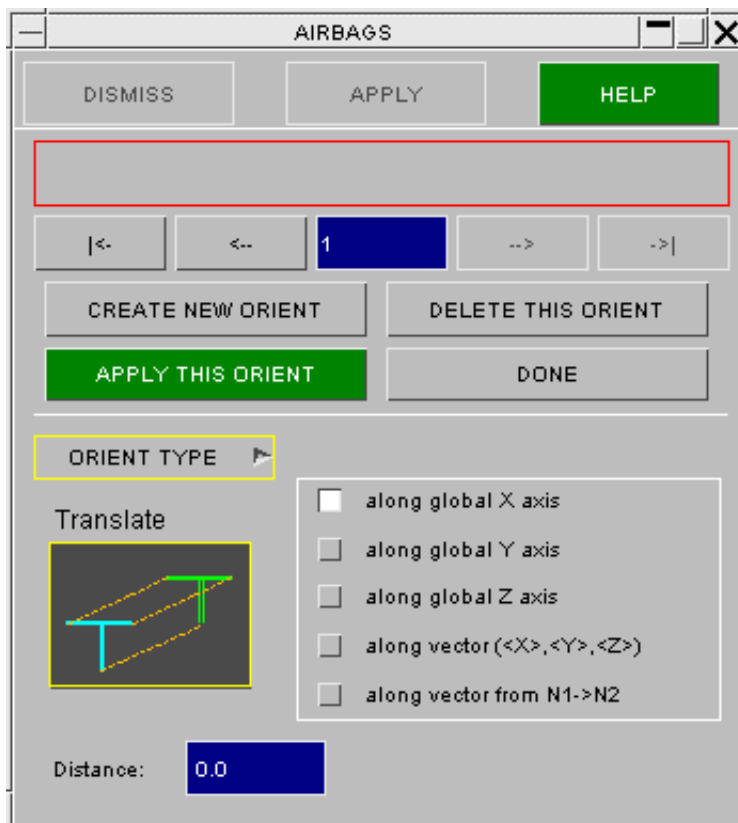 AIRBAGS
DISMISS APPLY HELP
|<- <-- 1 --> ->|
CREATE NEW ORIENT DELETE THIS ORIENT
APPLY THIS ORIENT DONE
ORIENT TYPE
Translate
along global X axis
along global Y axis
along global Z axis
along vector (<X>,<Y>,<Z>)
along vector from N1->N2
Distance: 0.0